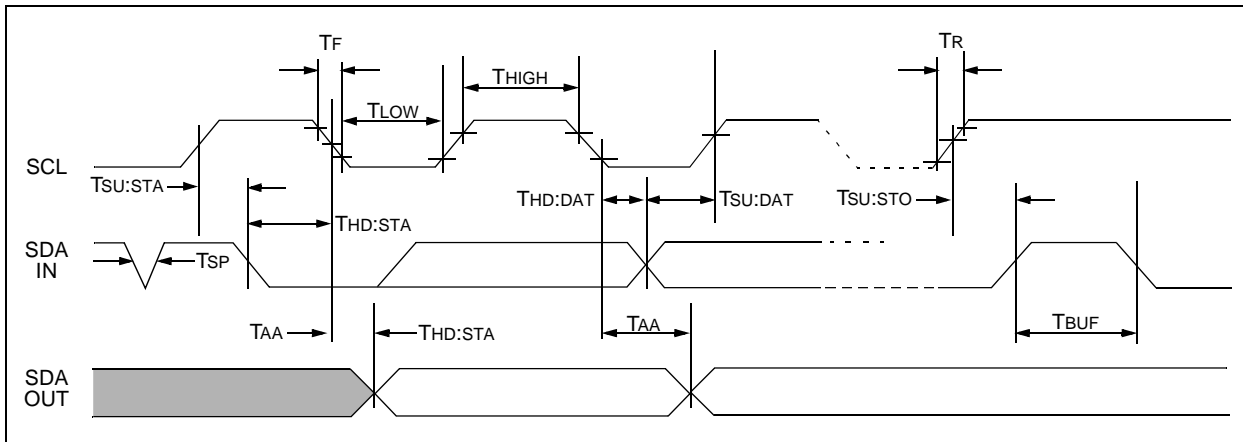 TF
TR
THIGH
TLOW
SCL
TSU:STA
THD:DAT
TSU:DAT
TSU:STO
THD:STA
SDA
IN
TSP
TAA
THD:STA
TAA
TBUF
SDA
OUT